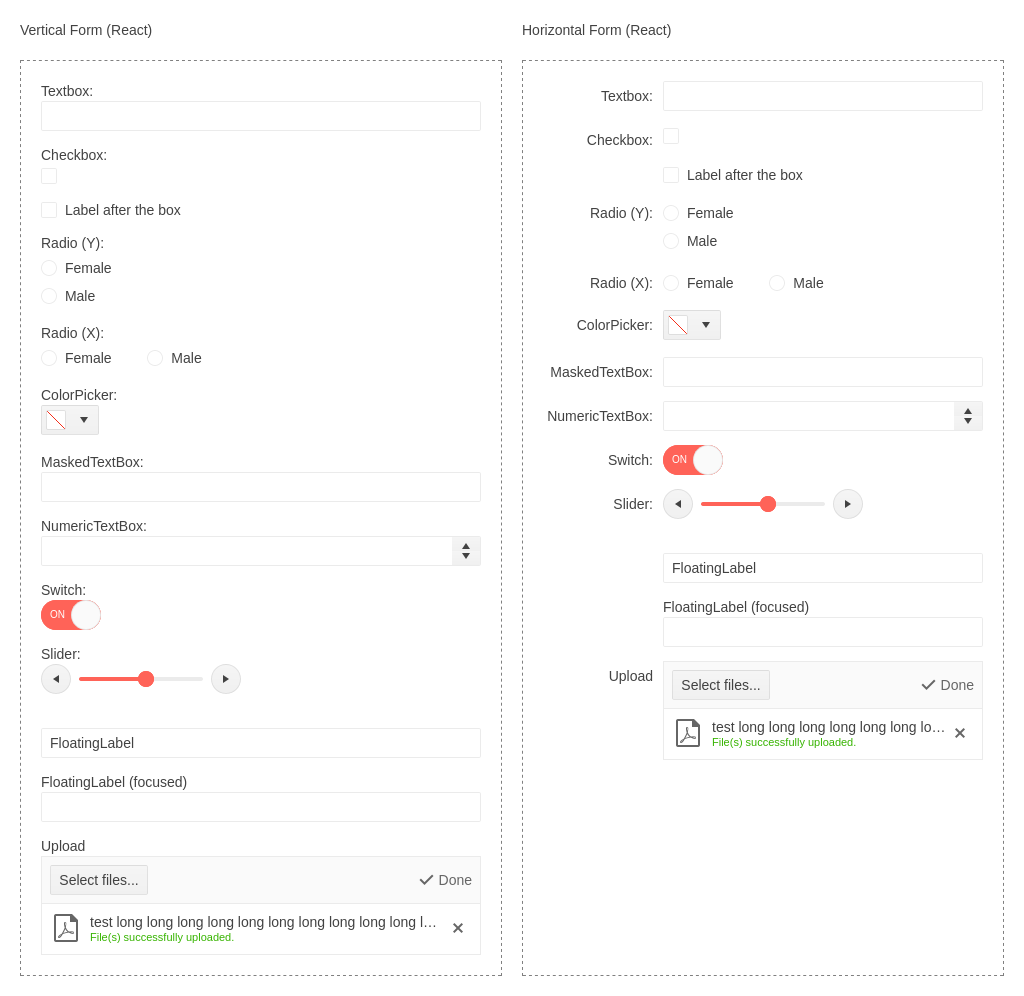 Vertical Form (React)
Textbox:
Checkbox:
Label after the box
Radio (Y):
Female
Male
Radio (X):
Female Male
ColorPicker:
MaskedTextBox:
NumericTextBox:
Switch:
ON
Slider:
FloatingLabel
FloatingLabel (focused)
Upload
Select files... Done
test long long long long long long long long long long l…
File(s) successfully uploaded.
Horizontal Form (React)
Textbox:
Checkbox:
Label after the box
Radio (Y): Female
Male
Radio (X): Female Male
ColorPicker:
MaskedTextBox:
NumericTextBox:
Switch: ON
Slider:
FloatingLabel
FloatingLabel (focused)
Upload Select files... Done
test long long long long long long lo…
File(s) successfully uploaded.